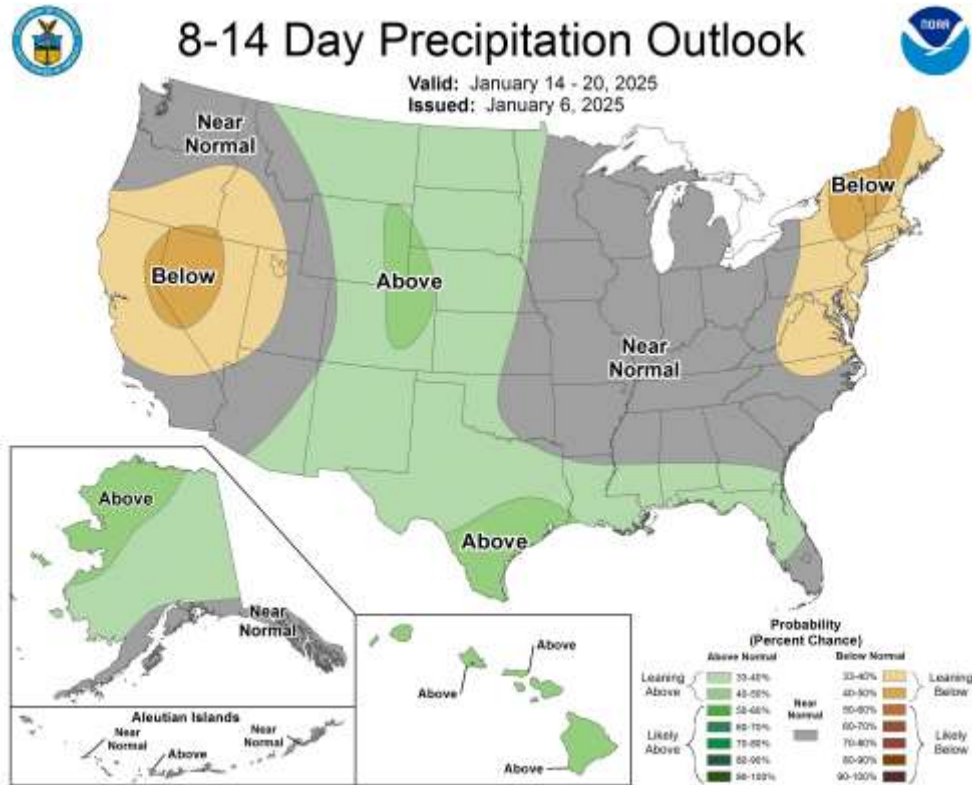 8-14 Day Precipitation Outlook
NOAA
Valid: January 14 - 20, 2025
Issued: January 6, 2025
Near
Normal
Below
Above
Near
Normal
Below
Above
Above
Near
Normal
Aleutian Islands
Near
Normal
Above
Near
Normal
Above
Above
Above
Probability
(Percent Chance)
Above Normal
Below Normal
Leaning
Above
33-40%
40-50%
Likely
Above
50-60%
60-70%
70-80%
80-90%
90-100%
Near
Normal
33-40%
40-50%
Leaning
Below
50-60%
60-70%
70-80%
80-90%
90-100%
Likely
Below